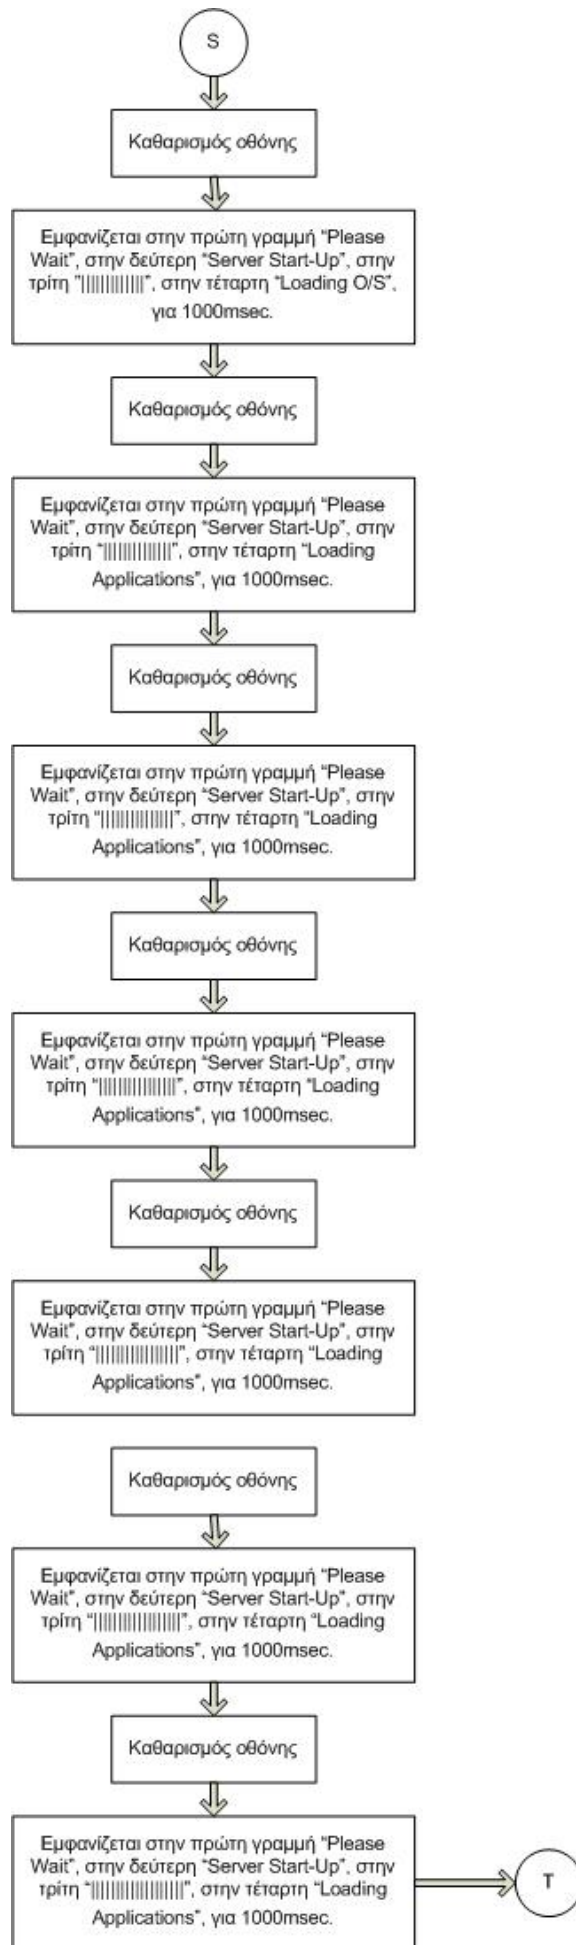 S
Καθαρισμός οθόνης
Εμφανίζεται στην πρώτη γραμμή “Please
Wait”, στην δεύτερη “Server Start-Up”, στην
τρίτη ”|||||||||||||”, στην τέταρτη “Loading O/S”,
για 1000msec.
Καθαρισμός οθόνης
Εμφανίζεται στην πρώτη γραμμή “Please
Wait”, στην δεύτερη “Server Start-Up”, στην
τρίτη “||||||||||||||”, στην τέταρτη “Loading
Applications”, για 1000msec.
Καθαρισμός οθόνης
Εμφανίζεται στην πρώτη γραμμή “Please
Wait”, στην δεύτερη “Server Start-Up”, στην
τρίτη “|||||||||||||||”, στην τέταρτη “Loading
Applications”, για 1000msec.
Καθαρισμός οθόνης
Εμφανίζεται στην πρώτη γραμμή “Please
Wait”, στην δεύτερη “Server Start-Up”, στην
τρίτη “||||||||||||||||”, στην τέταρτη “Loading
Applications”, για 1000msec.
Καθαρισμός οθόνης
Εμφανίζεται στην πρώτη γραμμή “Please
Wait”, στην δεύτερη “Server Start-Up”, στην
τρίτη “|||||||||||||||||”, στην τέταρτη “Loading
Applications”, για 1000msec.
Καθαρισμός οθόνης
Εμφανίζεται στην πρώτη γραμμή “Please
Wait”, στην δεύτερη “Server Start-Up”, στην
τρίτη “||||||||||||||||||”, στην τέταρτη “Loading
Applications”, για 1000msec.
Καθαρισμός οθόνης
Εμφανίζεται στην πρώτη γραμμή “Please
Wait”, στην δεύτερη “Server Start-Up”, στην
τρίτη “|||||||||||||||||||”, στην τέταρτη “Loading
Applications”, για 1000msec.
T